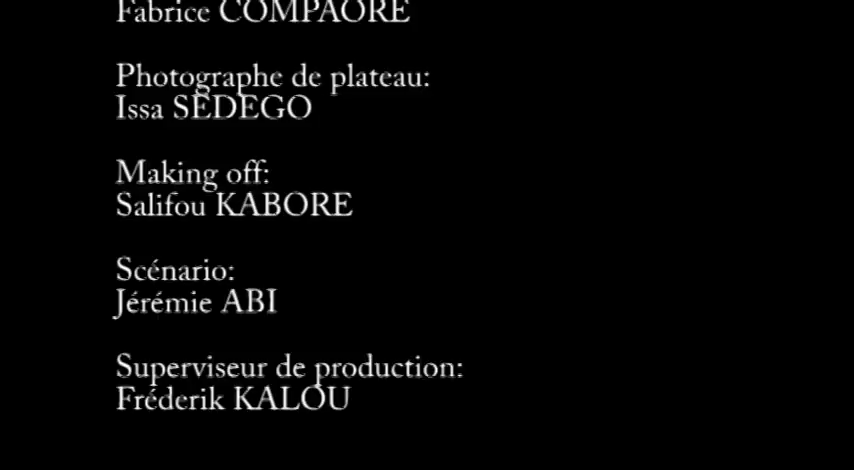 Fabrice COMPAORE
Photographe de plateau:
Issa SEDEGO
Making off:
Salifou KABORE
Scénario:
Jérémie ABI
Superviseur de production:
Fréderik KALOU